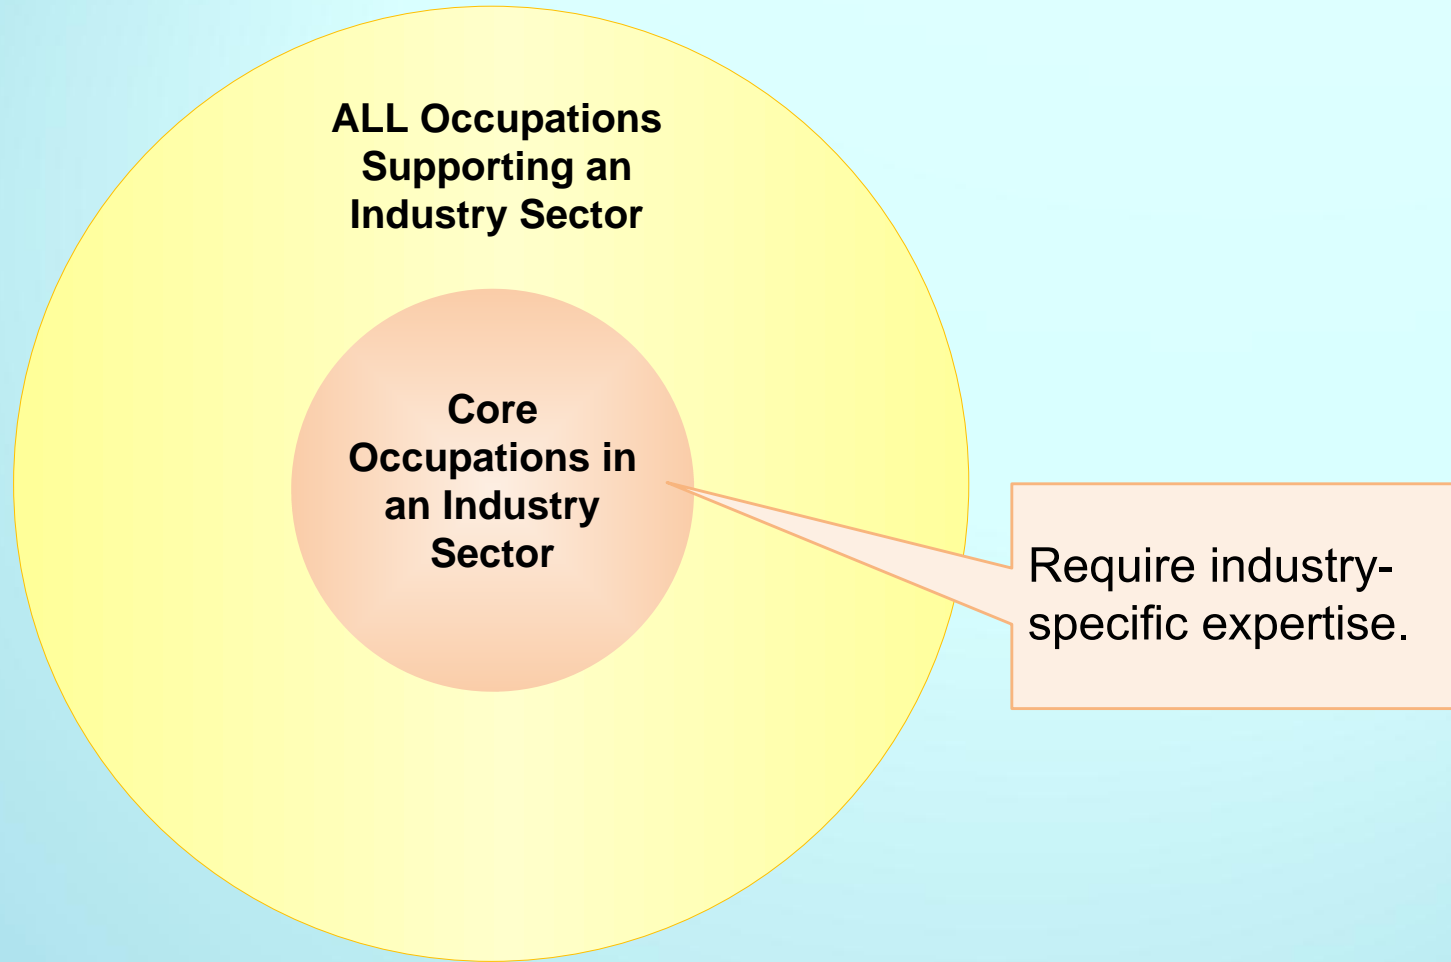 ALL Occupations
Supporting an
Industry Sector
Core
Occupations in
an Industry
Sector
Require industry-
specific expertise.